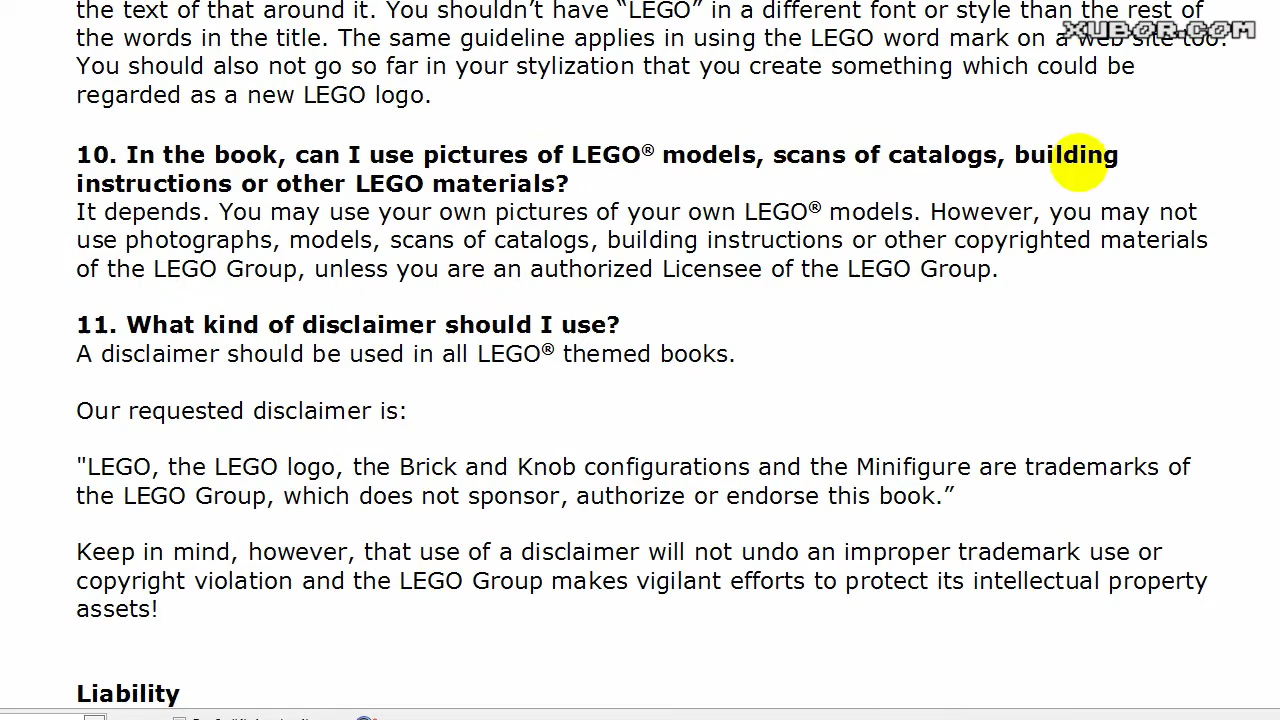 the text of that around it. You shouldn’t have “LEGO” in a different font or style than the rest of
XUBOR.COM
the words in the title. The same guideline applies in using the LEGO word mark on a web site too.
You should also not go so far in your stylization that you create something which could be
regarded as a new LEGO logo.
10. In the book, can I use pictures of LEGO® models, scans of catalogs, building
instructions or other LEGO materials?
It depends. You may use your own pictures of your own LEGO® models. However, you may not
use photographs, models, scans of catalogs, building instructions or other copyrighted materials
of the LEGO Group, unless you are an authorized Licensee of the LEGO Group.
11. What kind of disclaimer should I use?
A disclaimer should be used in all LEGO® themed books.
Our requested disclaimer is:
"LEGO, the LEGO logo, the Brick and Knob configurations and the Minifigure are trademarks of
the LEGO Group, which does not sponsor, authorize or endorse this book.”
Keep in mind, however, that use of a disclaimer will not undo an improper trademark use or
copyright violation and the LEGO Group makes vigilant efforts to protect its intellectual property
assets!
Liability